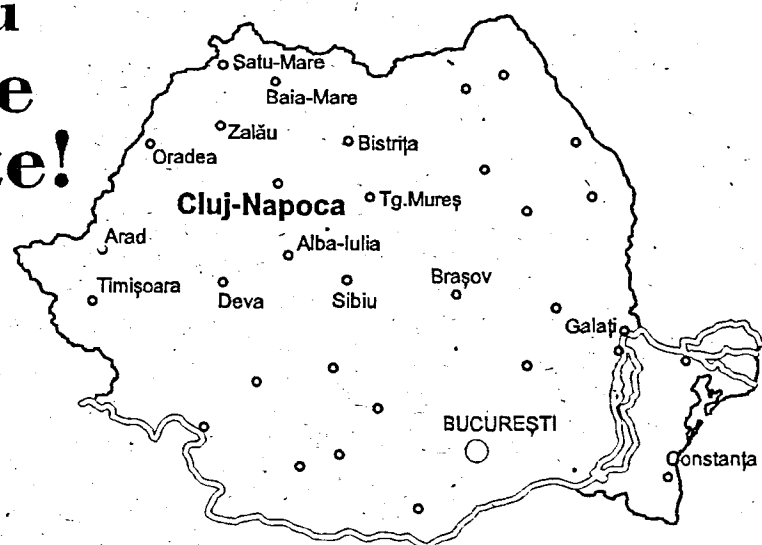 Satu-Mare
Baia-Mare
Zalău
Bistrița
Oradea
Cluj-Napoca
Tg.Mureș
Arad
Alba-Iulia
Timișoara
Deva
Sibiu
Brașov
Galați
BUCUREȘTI
Constanța